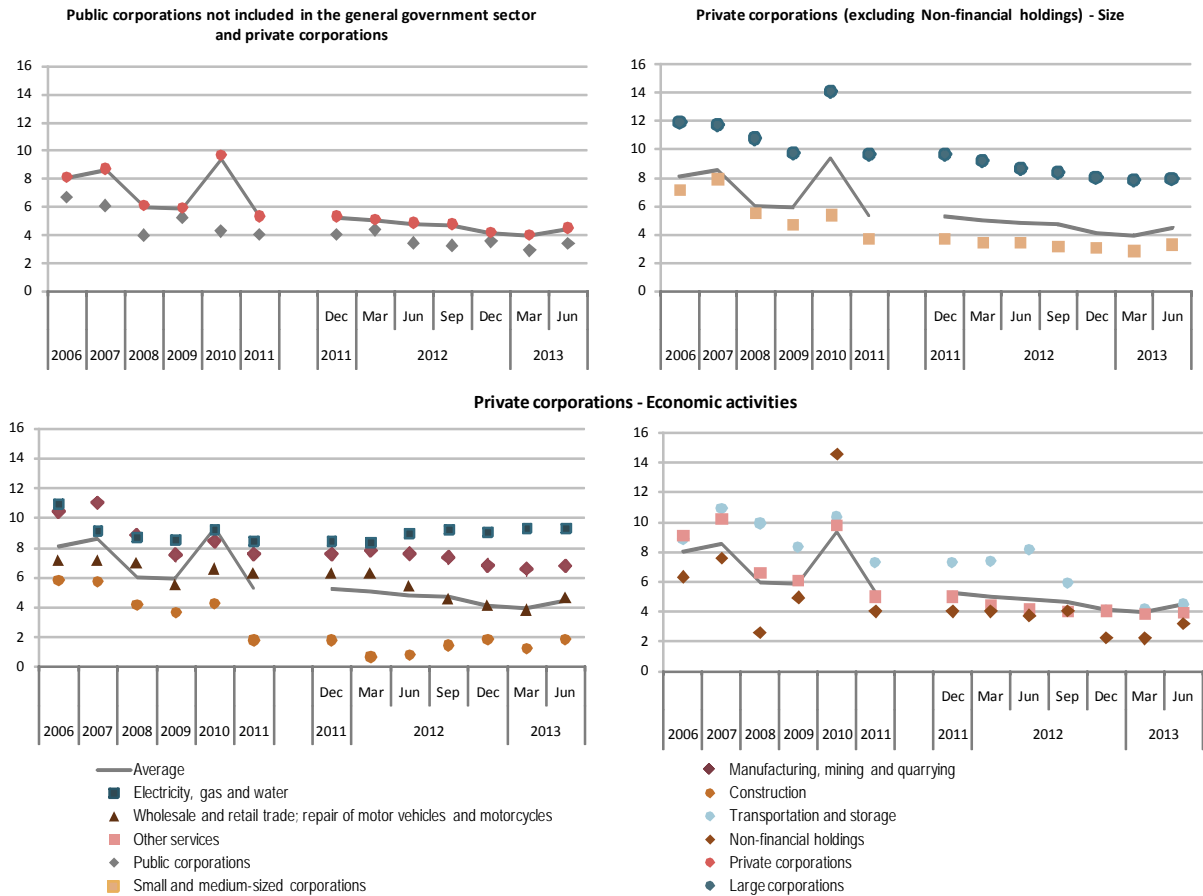 Public corporations not included in the general government sector
and private corporations
16
14
12
10
8
6
4
2
0
Dec Mar Jun Sep Dec Mar Jun
2006 2007 2008 2009 2010 2011 2011 2012 2013
Private corporations (excluding Non-financial holdings) - Size
16
14
12
10
8
6
4
2
0
Dec Mar Jun Sep Dec Mar Jun
2006 2007 2008 2009 2010 2011 2011 2012 2013
Private corporations - Economic activities
16
14
12
10
8
6
4
2
0
Dec Mar Jun Sep Dec Mar Jun
2006 2007 2008 2009 2010 2011 2011 2012 2013
16
14
12
10
8
6
4
2
0
Dec Mar Jun Sep Dec Mar Jun
2006 2007 2008 2009 2010 2011 2011 2012 2013
Average
Electricity, gas and water
Wholesale and retail trade; repair of motor vehicles and motorcycles
Other services
Public corporations
Small and medium-sized corporations
Manufacturing, mining and quarrying
Construction
Transportation and storage
Non-financial holdings
Private corporations
Large corporations